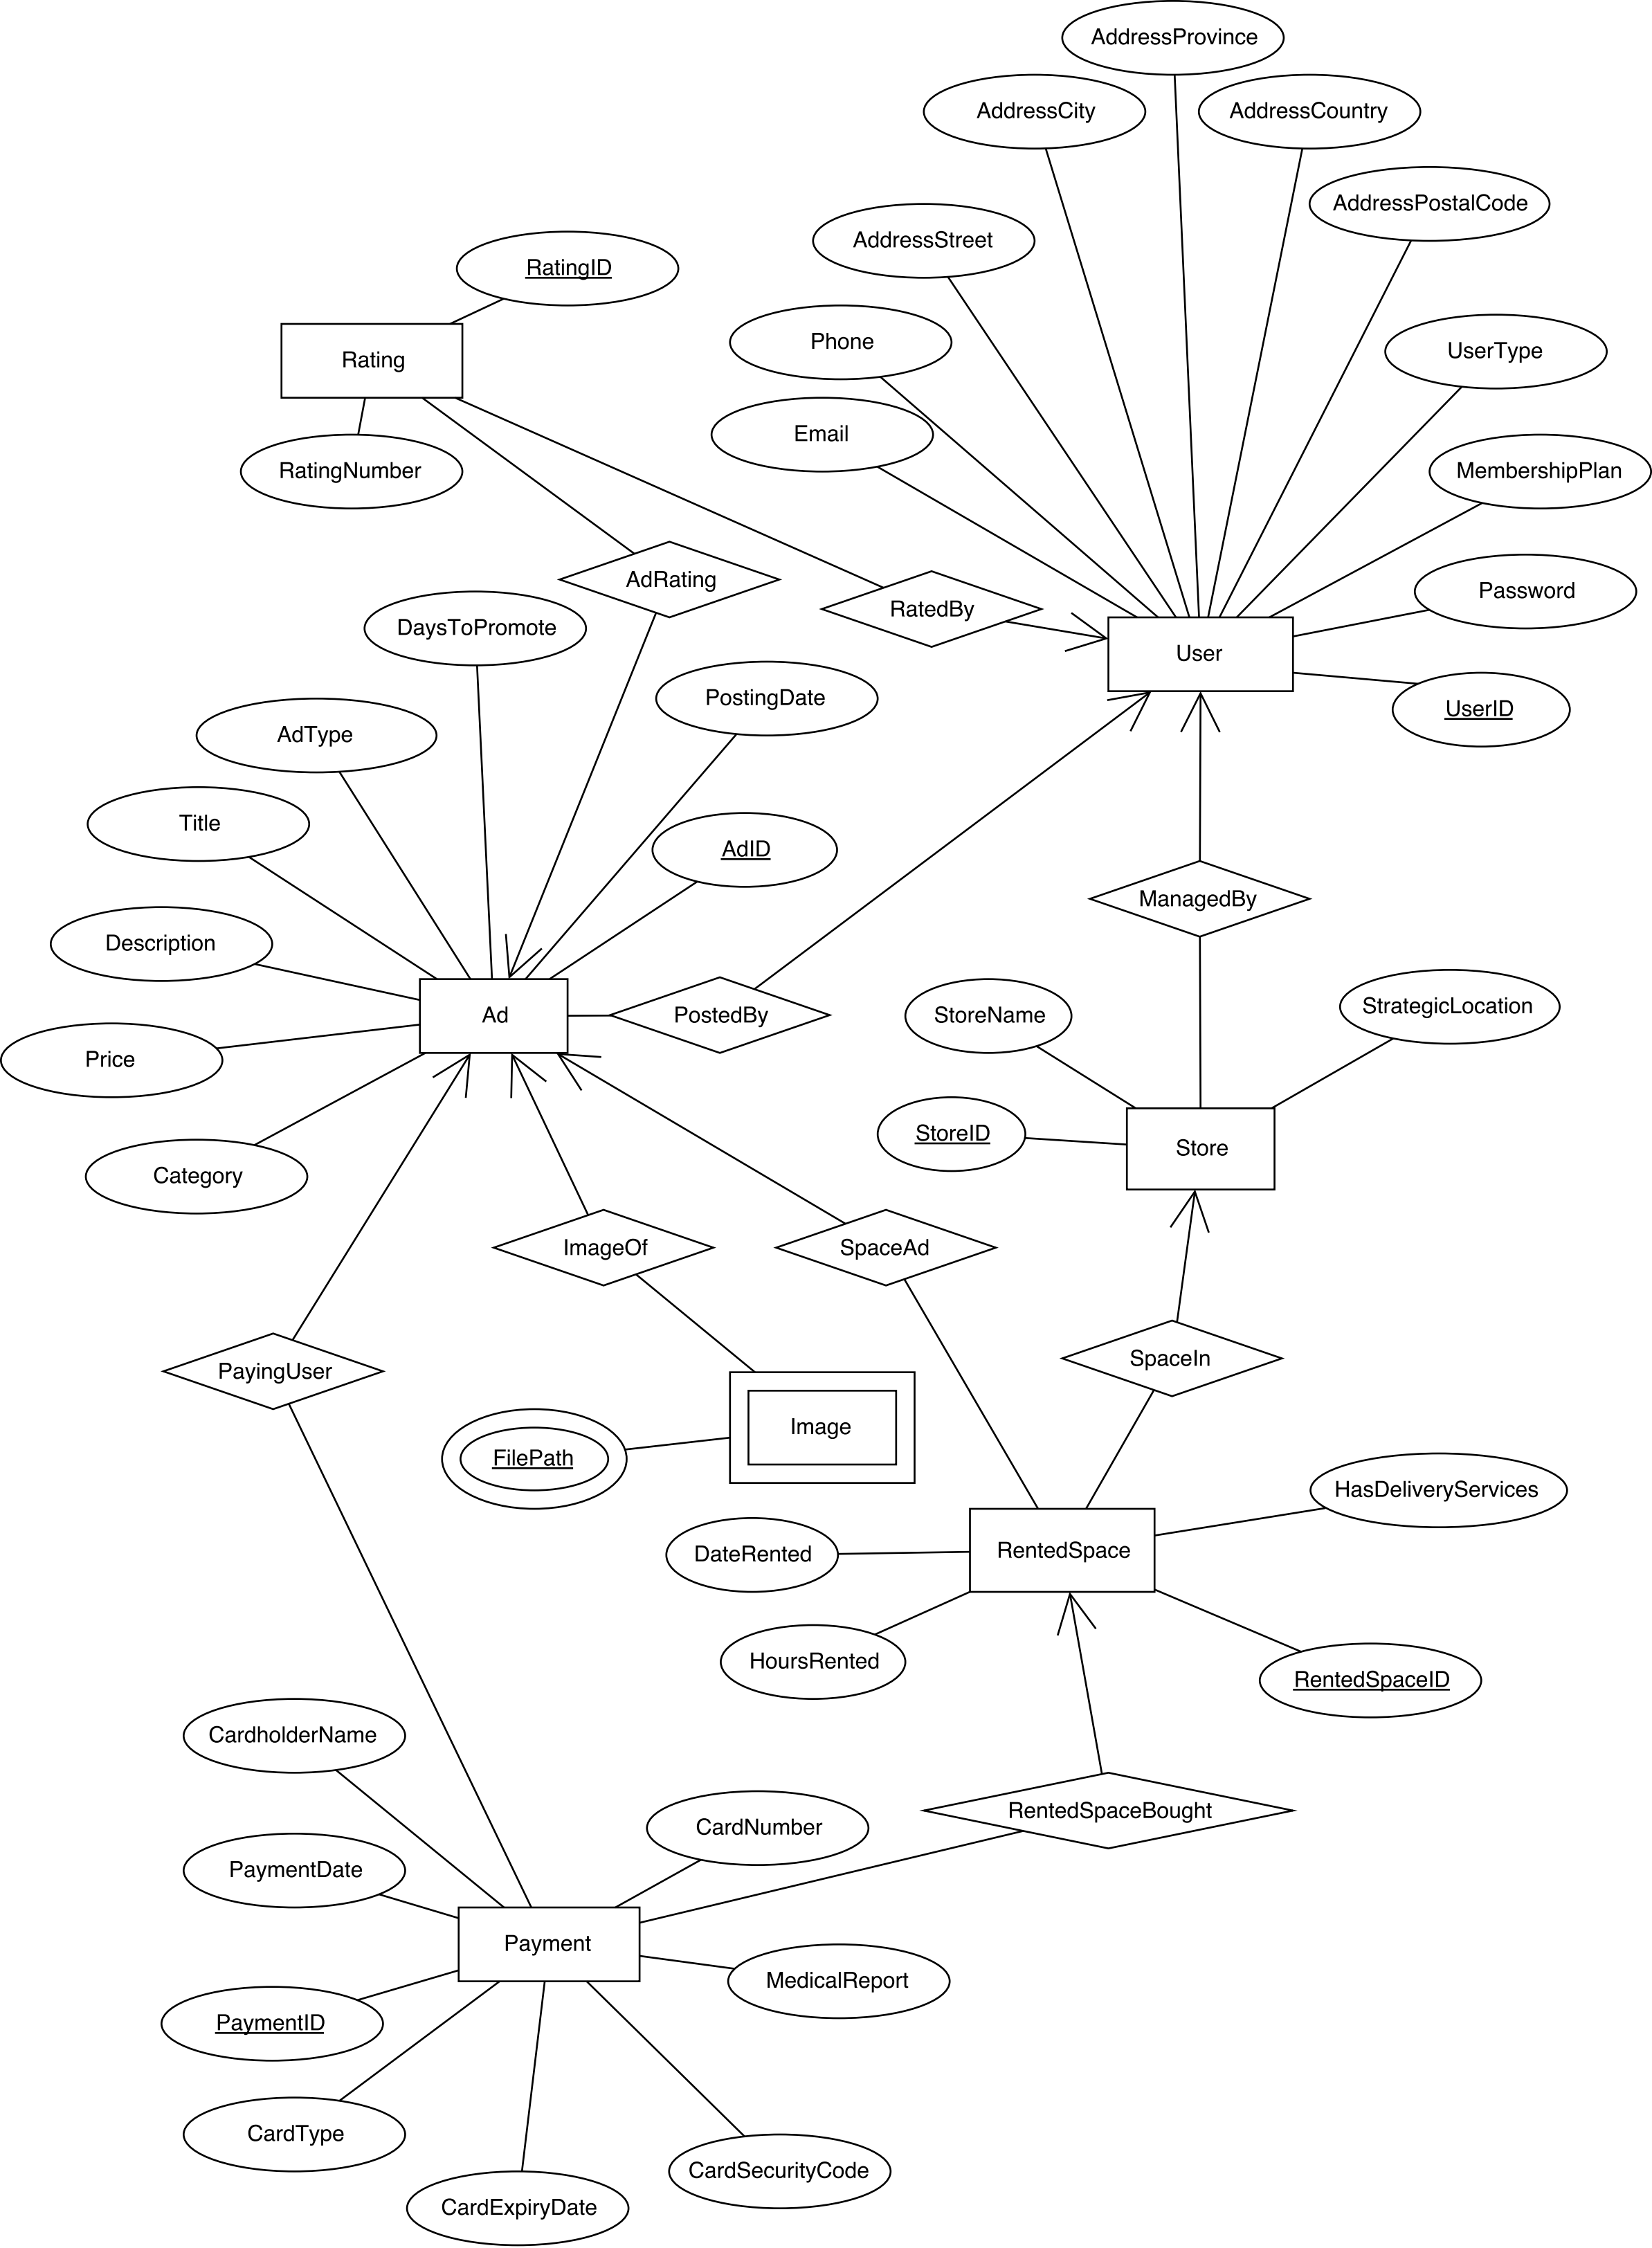 AddressProvince
AddressCity
AddressCountry
AddressPostalCode
AddressStreet
RatingID
Phone
UserType
Rating
Email
MembershipPlan
RatingNumber
AdRating
Password
RatedBy
DaysToPromote
User
PostingDate
UserID
AdType
Title
AdID
ManagedBy
Description
StrategicLocation
Ad
PostedBy
StoreName
Price
StoreID
Store
Category
ImageOf
SpaceAd
SpaceIn
PayingUser
Image
FilePath
HasDeliveryServices
RentedSpace
DateRented
HoursRented
RentedSpaceID
CardholderName
RentedSpaceBought
CardNumber
PaymentDate
Payment
MedicalReport
PaymentID
CardType
CardSecurityCode
CardExpiryDate